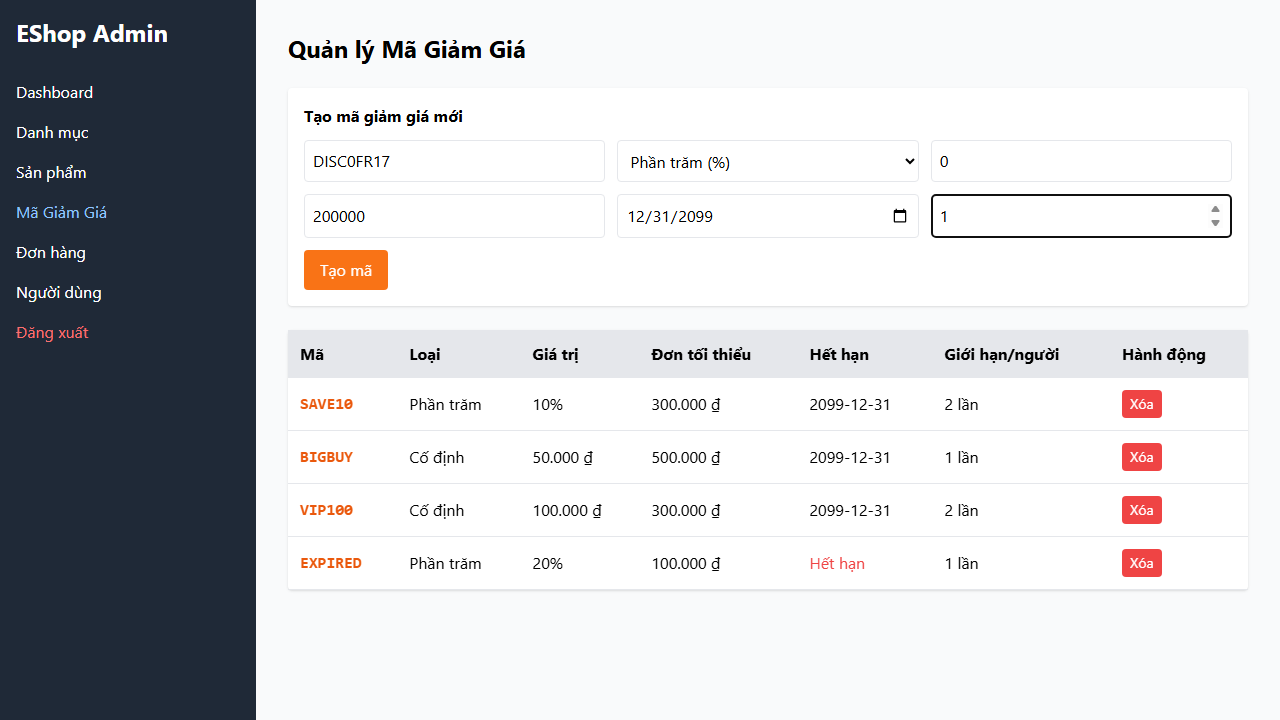 EShop Admin
Dashboard
Danh mục
Sản phẩm
Mã Giảm Giá
Đơn hàng
Người dùng
Đăng xuất
Quản lý Mã Giảm Giá
Tạo mã giảm giá mới
DISC0FR17 Phần trăm (%) 0
200000 12/31/2099 1
Tạo mã
Mã Loại Giá trị Đơn tối thiểu Hết hạn Giới hạn/người Hành động
SAVE10 Phần trăm 10% 300.000 ₫ 2099-12-31 2 lần Xóa
BIGBUY Cố định 50.000 ₫ 500.000 ₫ 2099-12-31 1 lần Xóa
VIP100 Cố định 100.000 ₫ 300.000 ₫ 2099-12-31 2 lần Xóa
EXPIRED Phần trăm 20% 100.000 ₫ Hết hạn 1 lần Xóa